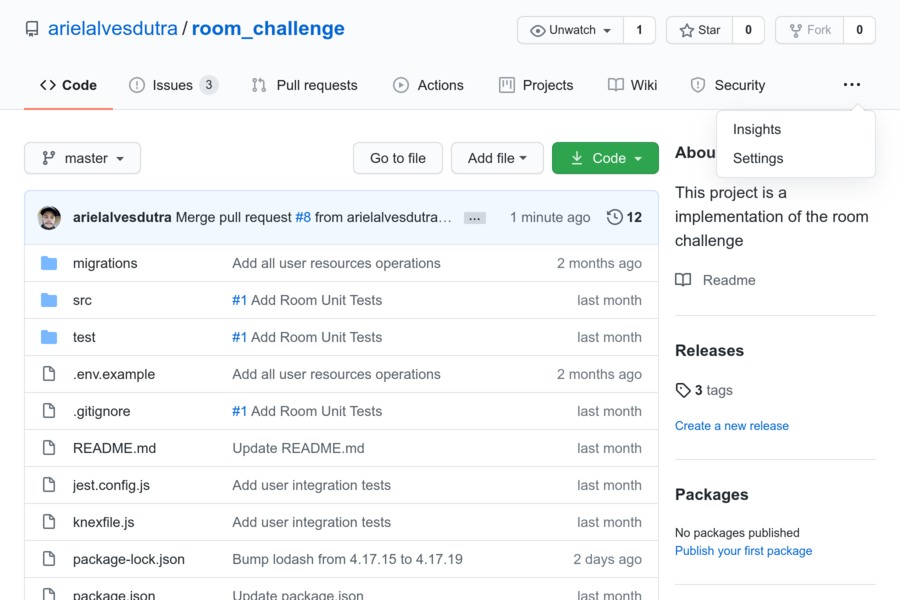 arielalvesdutra / room_challenge
Unwatch 1 Star 0 Fork 0
Code Issues 3 Pull requests Actions Projects Wiki Security ...
Insights
Settings
master Go to file Add file Code
arielalvesdutra Merge pull request #8 from arielalvesdutra… ... 1 minute ago 12
migrations Add all user resources operations 2 months ago
src #1 Add Room Unit Tests last month
test #1 Add Room Unit Tests last month
.env.example Add all user resources operations 2 months ago
.gitignore #1 Add Room Unit Tests last month
README.md Update README.md last month
jest.config.js Add user integration tests last month
knexfile.js Add user integration tests last month
package-lock.json Bump lodash from 4.17.15 to 4.17.19 2 days ago
package.json Update package.json last month
Abou
This project is a
implementation of the room
challenge
Readme
Releases
3 tags
Create a new release
Packages
No packages published
Publish your first package